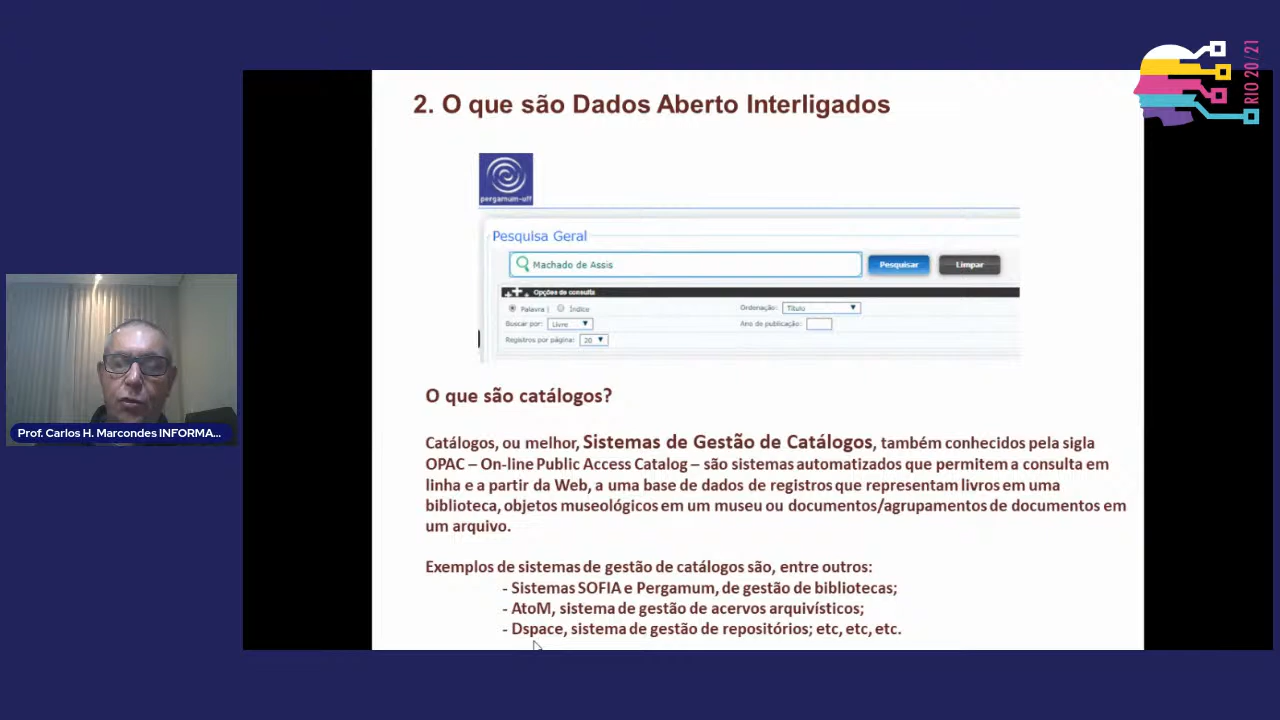 RIO 20/21
2. O que são Dados Aberto Interligados
pergamum-uff
Pesquisa Geral
Machado de Assis
Pesquisar
Limpar
Opções de consulta
Palavra | Índice
Ordenação: Título
Buscar por: Livre
Ano de publicação:
Registros por página: 20
O que são catálogos?
Catálogos, ou melhor, Sistemas de Gestão de Catálogos, também conhecidos pela sigla
OPAC – On-line Public Access Catalog – são sistemas automatizados que permitem a consulta em
linha e a partir da Web, a uma base de dados de registros que representam livros em uma
biblioteca, objetos museológicos em um museu ou documentos/agrupamentos de documentos em
um arquivo.
Exemplos de sistemas de gestão de catálogos são, entre outros:
- Sistemas SOFIA e Pergamum, de gestão de bibliotecas;
- AtoM, sistema de gestão de acervos arquivísticos;
- Dspace, sistema de gestão de repositórios; etc, etc, etc.
Prof. Carlos H. Marcondes INFORMA...